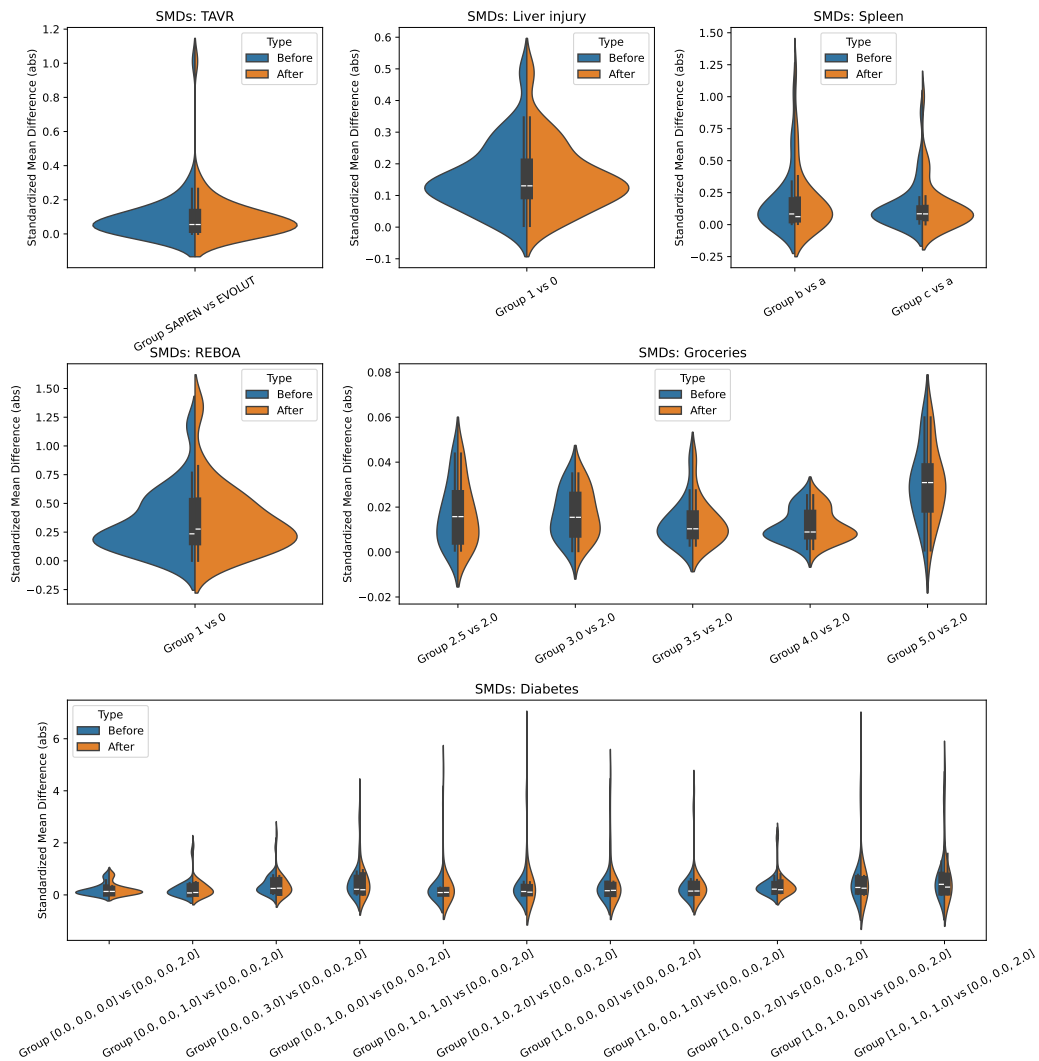 SMDs: TAVR
Standardized Mean Difference (abs)
1.2
1.0
0.8
0.6
0.4
0.2
0.0
Type
Before
After
Group SAPIEN vs EVOLUT
SMDs: Liver injury
Standardized Mean Difference (abs)
0.6
0.5
0.4
0.3
0.2
0.1
0.0
−0.1
Type
Before
After
Group 1 vs 0
SMDs: Spleen
Standardized Mean Difference (abs)
1.50
1.25
1.00
0.75
0.50
0.25
0.00
−0.25
Type
Before
After
Group b vs a
Group c vs a
SMDs: REBOA
Standardized Mean Difference (abs)
1.50
1.25
1.00
0.75
0.50
0.25
0.00
−0.25
Type
Before
After
Group 1 vs 0
SMDs: Groceries
Standardized Mean Difference (abs)
0.08
0.06
0.04
0.02
0.00
−0.02
Type
Before
After
Group 2.5 vs 2.0
Group 3.0 vs 2.0
Group 3.5 vs 2.0
Group 4.0 vs 2.0
Group 5.0 vs 2.0
SMDs: Diabetes
Standardized Mean Difference (abs)
6
4
2
0
Type
Before
After
Group [0.0, 0.0, 0.0] vs [0.0, 0.0, 2.0]
Group [0.0, 0.0, 1.0] vs [0.0, 0.0, 2.0]
Group [0.0, 0.0, 3.0] vs [0.0, 0.0, 2.0]
Group [0.0, 1.0, 0.0] vs [0.0, 0.0, 2.0]
Group [0.0, 1.0, 1.0] vs [0.0, 0.0, 2.0]
Group [0.0, 1.0, 2.0] vs [0.0, 0.0, 2.0]
Group [1.0, 0.0, 0.0] vs [0.0, 0.0, 2.0]
Group [1.0, 0.0, 1.0] vs [0.0, 0.0, 2.0]
Group [1.0, 0.0, 2.0] vs [0.0, 0.0, 2.0]
Group [1.0, 1.0, 0.0] vs [0.0, 0.0, 2.0]
Group [1.0, 1.0, 1.0] vs [0.0, 0.0, 2.0]